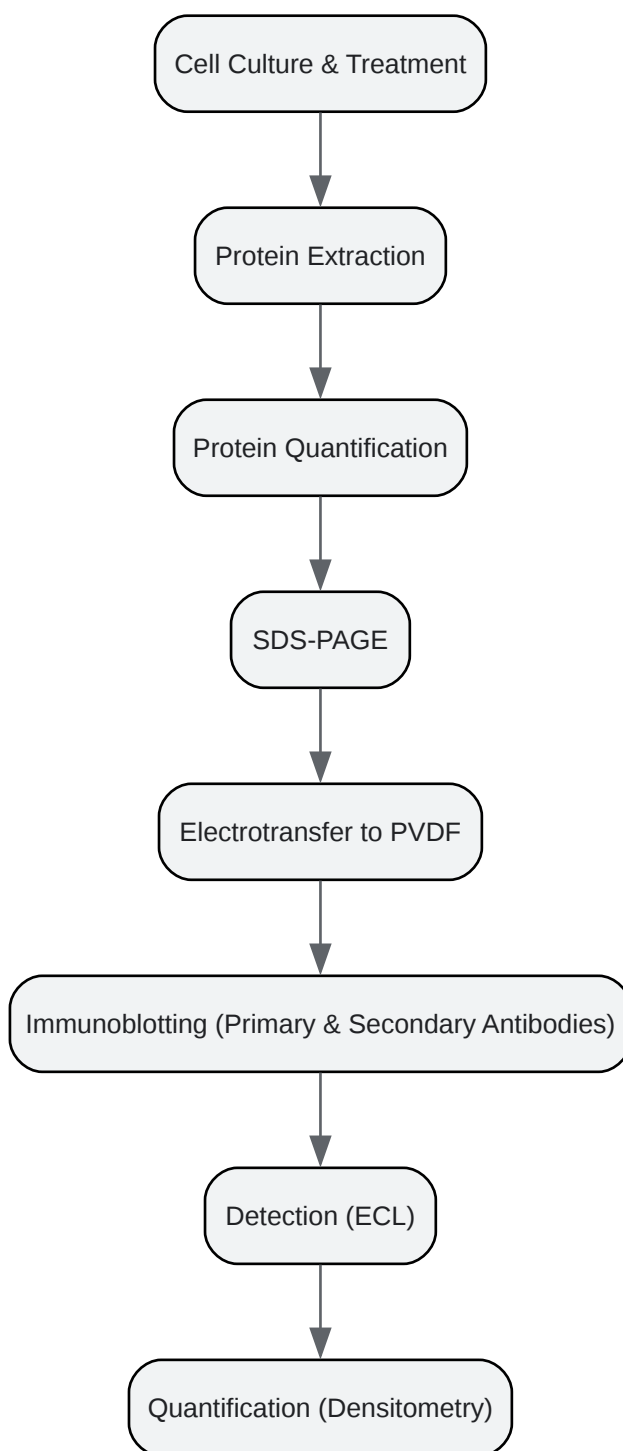 Cell Culture & Treatment
Protein Extraction
Protein Quantification
SDS-PAGE
Electrotransfer to PVDF
Immunoblotting (Primary & Secondary Antibodies)
Detection (ECL)
Quantification (Densitometry)